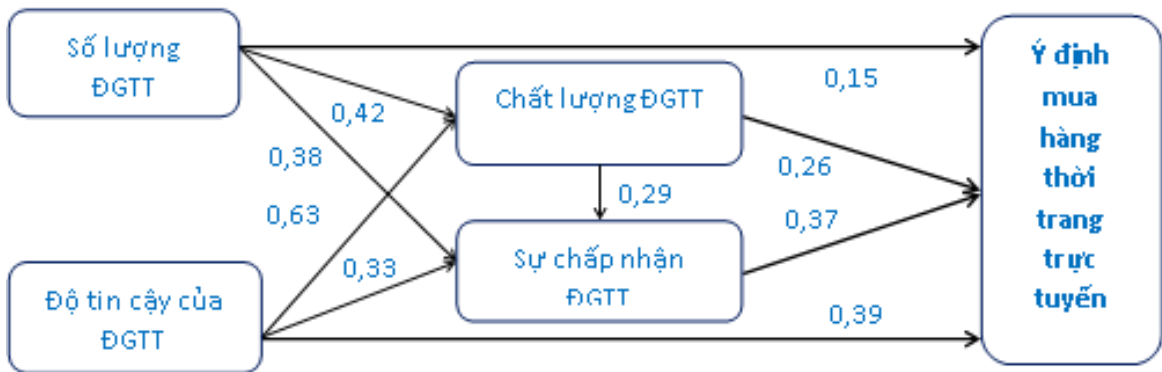 Số lượng
ĐGTT
Chất lượng ĐGTT
Sự chấp nhận
ĐGTT
Độ tin cậy của
ĐGTT
Ý định
mua
hàng
thời
trang
trực
tuyến
0,15
0,42
0,38
0,63
0,33
0,29
0,26
0,37
0,39